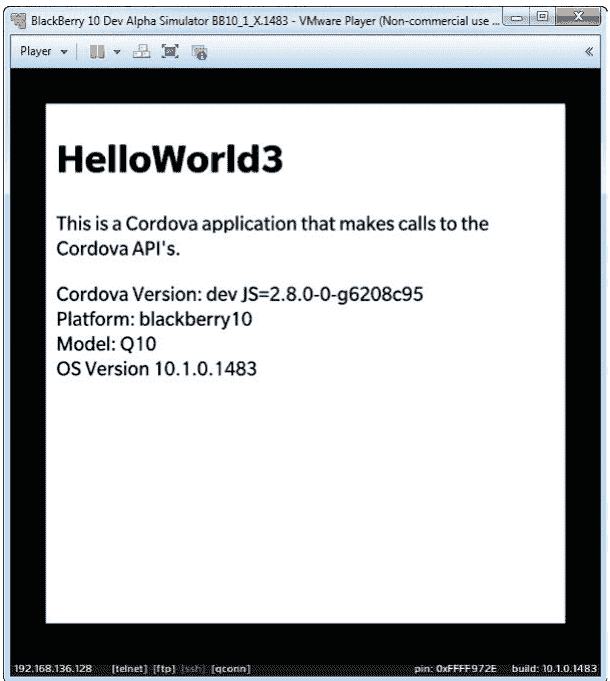 BlackBerry 10 Dev Alpha Simulator BB10_1_X.1483 - VMware Player (Non-commercial use ...
Player
HelloWorld3
This is a Cordova application that makes calls to the
Cordova API's.
Cordova Version: dev JS=2.8.0-0-g6208c95
Platform: blackberry10
Model: Q10
OS Version 10.1.0.1483
192.168.136.128 [telnet] [ftp] [ssh] [qconn] pin: 0xFFFF972E build: 10.1.0.1483